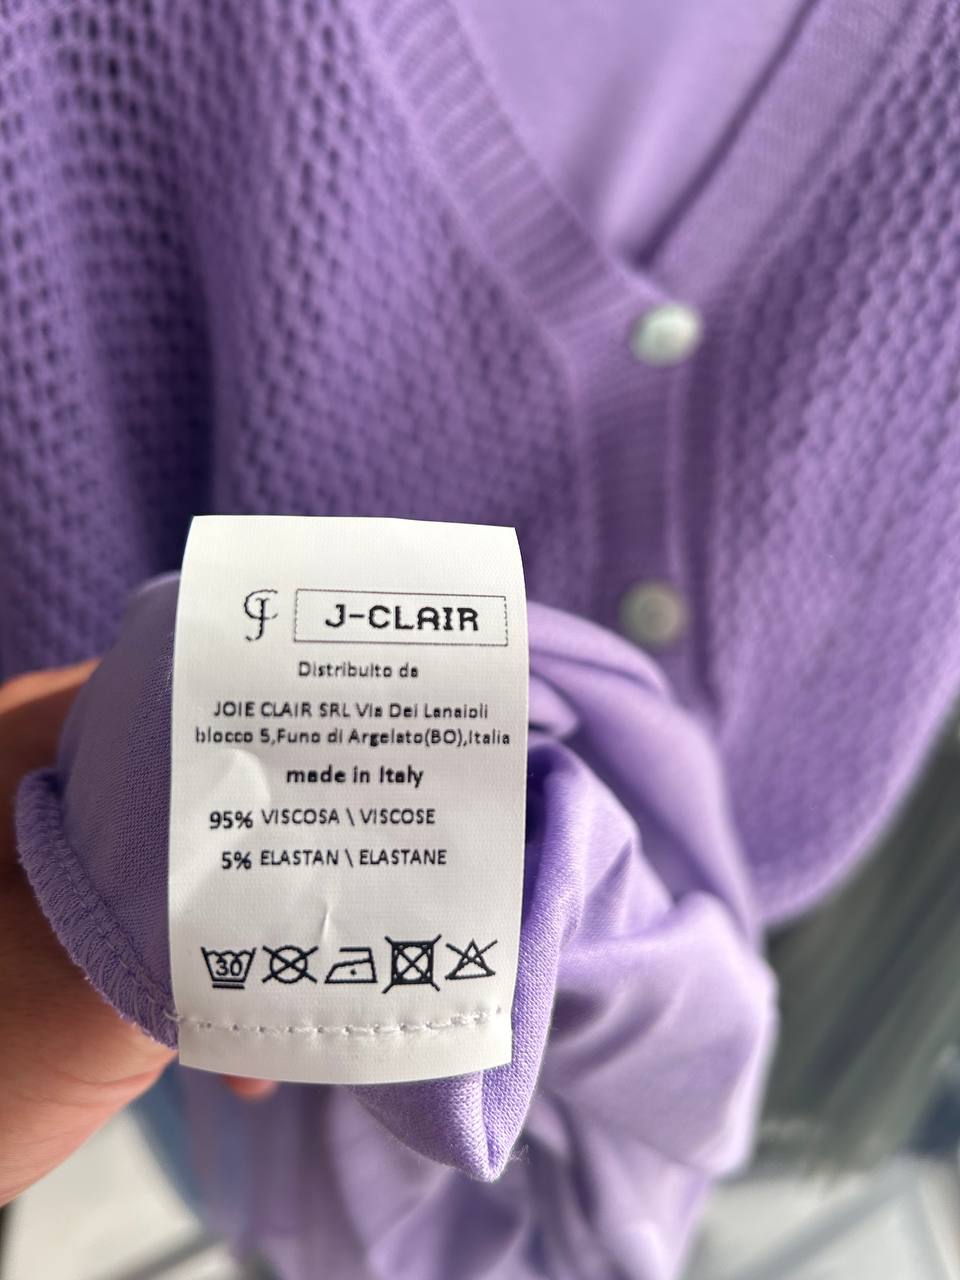 J-CLAIR
Distribuito da
JOIE CLAIR SRL Via Dei Lanaioli
blocco 5,Funo di Argelato(BO),Italia
made in Italy
95% VISCOSA \ VISCOSE
5% ELASTAN \ ELASTANE
30